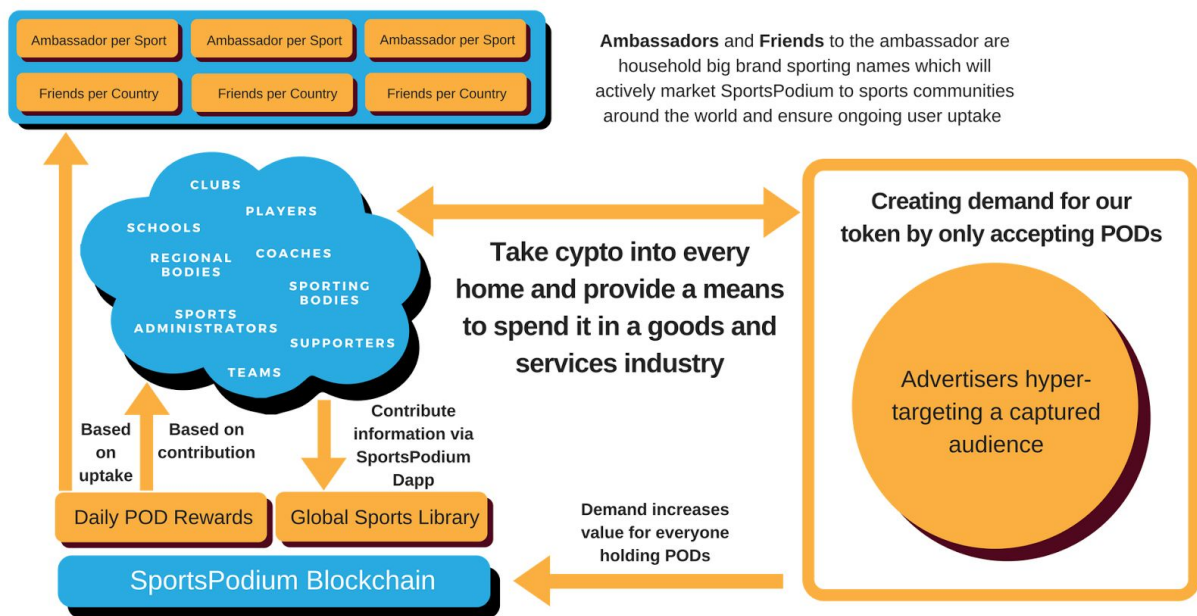 Ambassador per Sport
Ambassador per Sport
Ambassador per Sport
Friends per Country
Friends per Country
Friends per Country
Ambassadors and Friends to the ambassador are
household big brand sporting names which will
actively market SportsPodium to sports communities
around the world and ensure ongoing user uptake
CLUBS
PLAYERS
SCHOOLS
COACHES
REGIONAL
BODIES
SPORTING
BODIES
SPORTS
ADMINISTRATORS
SUPPORTERS
TEAMS
Take cypto into every
home and provide a means
to spend it in a goods and
services industry
Creating demand for our
token by only accepting PODs
Advertisers hyper-
targeting a captured
audience
Based
on
uptake
Based on
contribution
Contribute
information via
SportsPodium
Dapp
Daily POD Rewards
Global Sports Library
Demand increases
value for everyone
holding PODs
SportsPodium Blockchain